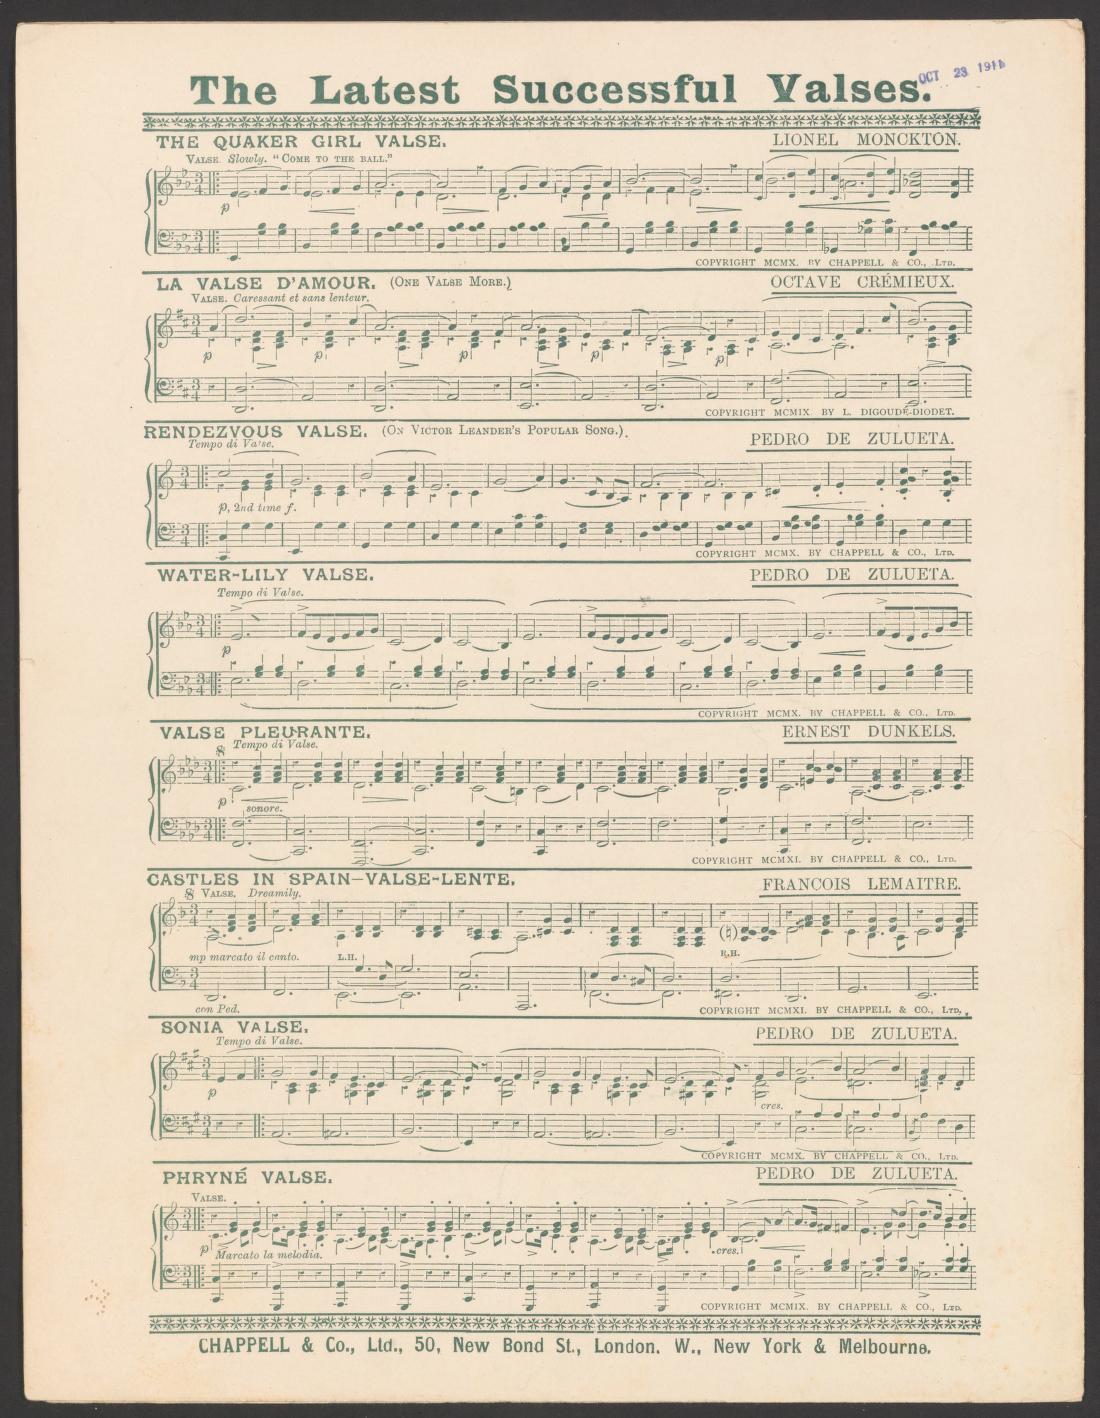 The Latest Successful Valses.
OCT 23 1911
THE QUAKER GIRL VALSE. LIONEL MONCKTON.
VALSE. Slowly. "COME TO THE BALL."
p
COPYRIGHT MCMX. BY CHAPPELL & CO., LTD.
LA VALSE D'AMOUR. (ONE VALSE MORE.) OCTAVE CRÉMIEUX.
VALSE. Caressant et sans lenteur.
p p p p p
COPYRIGHT MCMIX. BY L. DIGOUDÉ-DIODET.
RENDEZVOUS VALSE. (ON VICTOR LEANDER'S POPULAR SONG.). PEDRO DE ZULUETA.
Tempo di Valse.
p, 2nd time f.
COPYRIGHT MCMX. BY CHAPPELL & CO., LTD.
WATER-LILY VALSE. PEDRO DE ZULUETA.
Tempo di Valse.
p
COPYRIGHT MCMX. BY CHAPPELL & CO., LTD.
VALSE PLEURANTE. ERNEST DUNKELS.
Tempo di Valse.
p
sonore.
COPYRIGHT MCMXI. BY CHAPPELL & CO., LTD.
CASTLES IN SPAIN—VALSE-LENTE. FRANCOIS LEMAITRE.
VALSE. Dreamily.
mp marcato il canto. L.H. R.H.
con Ped.
COPYRIGHT MCMXI. BY CHAPPELL & CO., LTD.
SONIA VALSE. PEDRO DE ZULUETA.
Tempo di Valse.
p
cres.
COPYRIGHT MCMX. BY CHAPPELL & CO., LTD.
PHRYNÉ VALSE. PEDRO DE ZULUETA.
VALSE.
p Marcato la melodia. cres.
COPYRIGHT MCMIX. BY CHAPPELL & CO., LTD.
CHAPPELL & Co., Ltd., 50, New Bond St., London. W., New York & Melbourne.